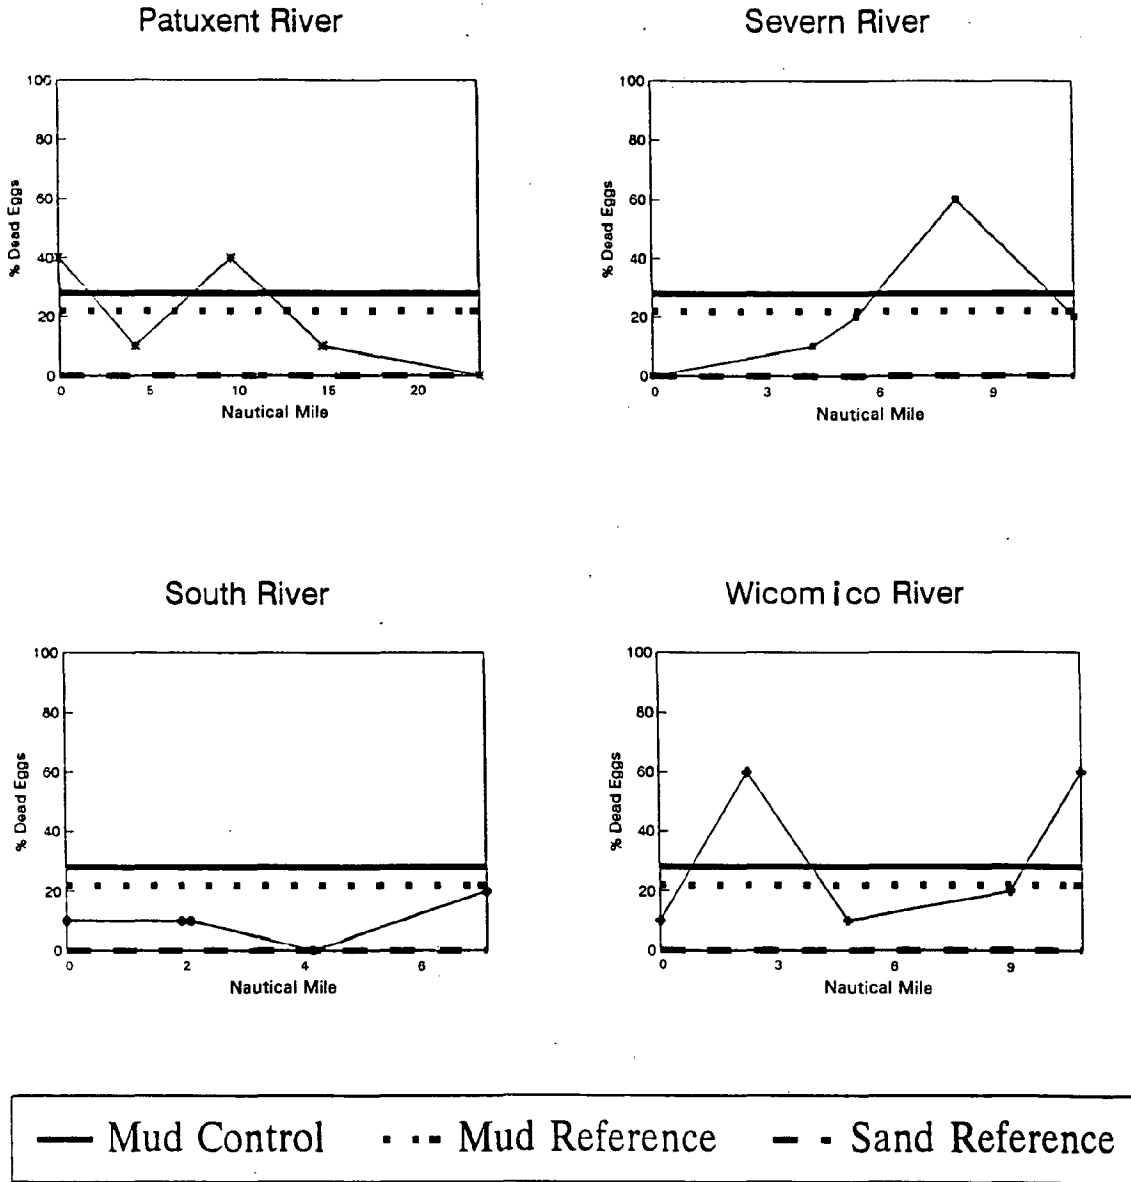 Patuxent River
100
80
60
40
20
0
% Dead Eggs
0 5 10 15 20
Nautical Mile
Severn River
100
80
60
40
20
0
% Dead Eggs
0 3 6 9
Nautical Mile
South River
100
80
60
40
20
0
% Dead Eggs
0 2 4 6
Nautical Mile
Wicomico River
100
80
60
40
20
0
% Dead Eggs
0 3 6 9
Nautical Mile
Mud Control Mud Reference Sand Reference